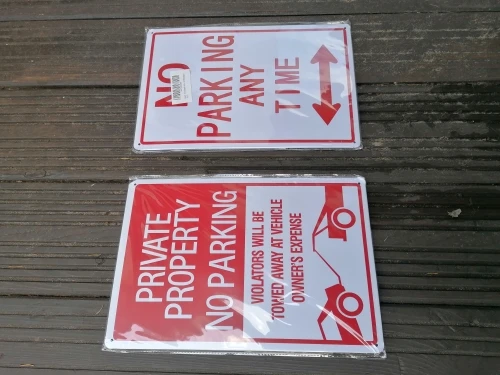 NO
PARKING
ANY
TIME
PRIVATE
PROPERTY
NO PARKING
VIOLATORS WILL BE
TOWED AWAY AT VEHICLE
OWNER'S EXPENSE